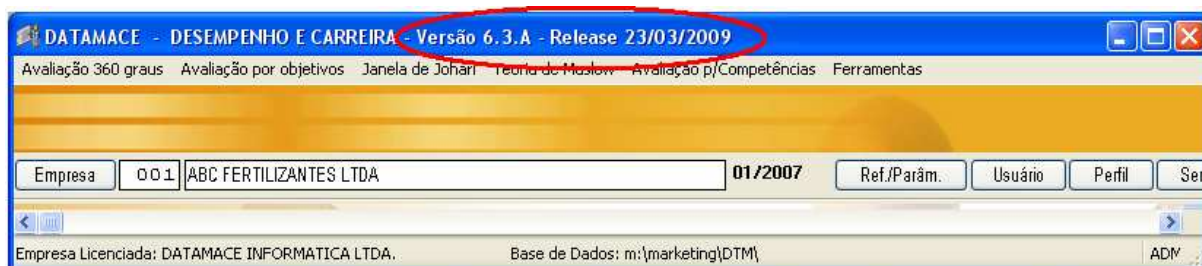 DATAMACE - DESEMPENHO E CARREIRA - Versão 6.3.A - Release 23/03/2009
Avaliação 360 graus Avaliação por objetivos Janela de Johari Teoria de Maslow Avaliação p/Competências Ferramentas
Empresa 001 ABC FERTILIZANTES LTDA 01/2007 Ref./Parâm. Usuário Perfil
Empresa Licenciada: DATAMACE INFORMATICA LTDA. Base de Dados: m:\marketing\DTM\